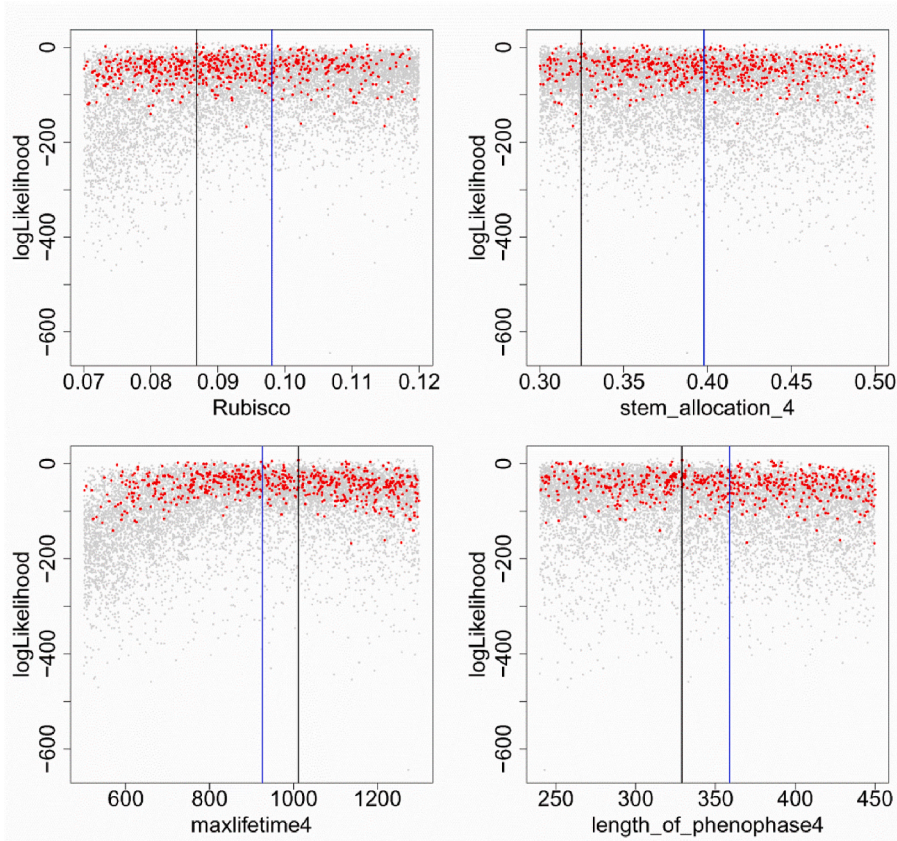 logLikelihood
0
−200
−400
−600
0.07 0.08 0.09 0.10 0.11 0.12
Rubisco
logLikelihood
0
−200
−400
−600
0.30 0.35 0.40 0.45 0.50
stem_allocation_4
logLikelihood
0
−200
−400
−600
600 800 1000 1200
maxlifetime4
logLikelihood
0
−200
−400
−600
250 300 350 400 450
length_of_phenophase4